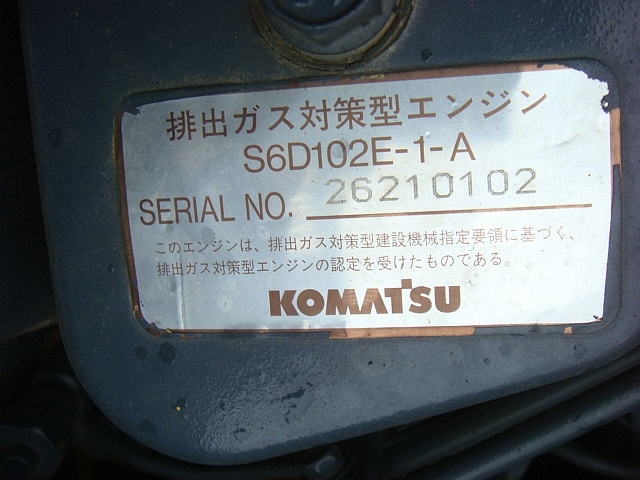 排出ガス対策型エンジン
S6D102E-1-A
SERIAL NO. 26210102
このエンジンは、排出ガス対策型建設機械指定要領に基づく、
排出ガス対策型エンジンの認定を受けたものである。
KOMATSU